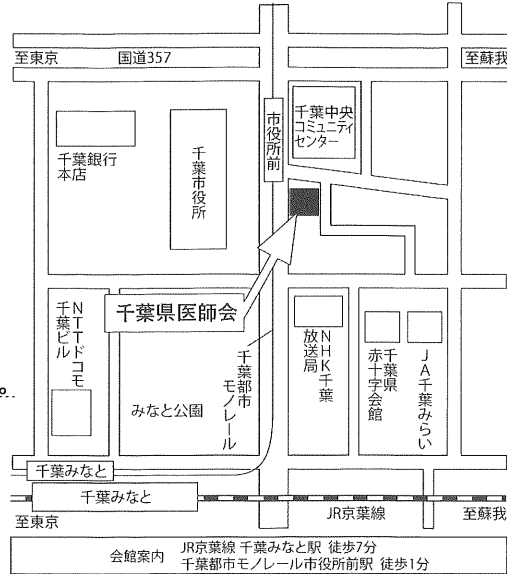 至東京
国道357
至蘇我
千葉銀行
本店
千葉市役所
市役所前
千葉中央
コミュニティ
センター
千葉県医師会
NTTドコモ
千葉ビル
みなと公園
千葉都市
モノレール
NHK千葉
放送局
千葉県
赤十字会館
JA千葉みらい
千葉みなと
千葉みなと
至東京
JR京葉線
至蘇我
会館案内
JR京葉線 千葉みなと駅 徒歩7分
千葉都市モノレール市役所前駅 徒歩1分